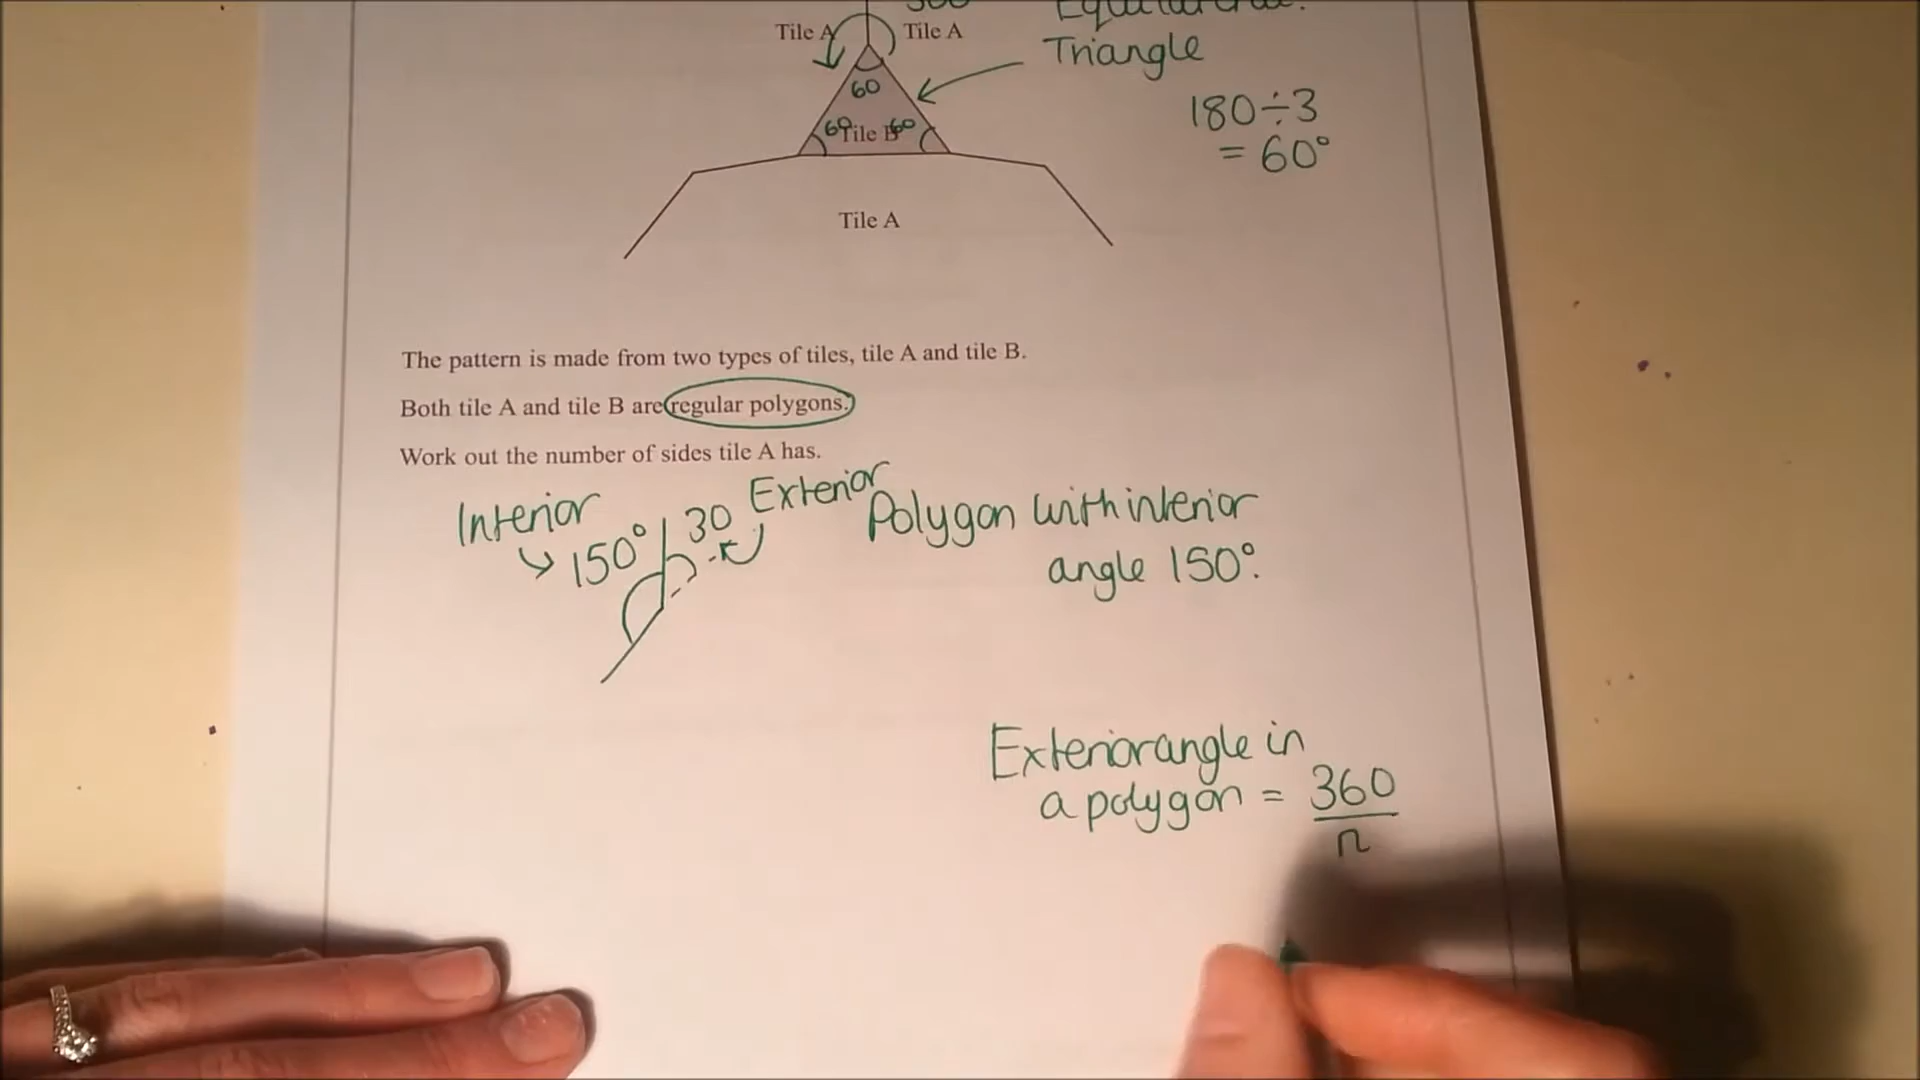 Tile A
Tile A
Triangle
60
180÷3
= 60°
60
Tile B
60
Tile A
The pattern is made from two types of tiles, tile A and tile B.
Both tile A and tile B are regular polygons.
Work out the number of sides tile A has.
Interior
150°
30
Exterior
Polygon with interior
angle 150°.
Exterior angle in
a polygon = 360
n